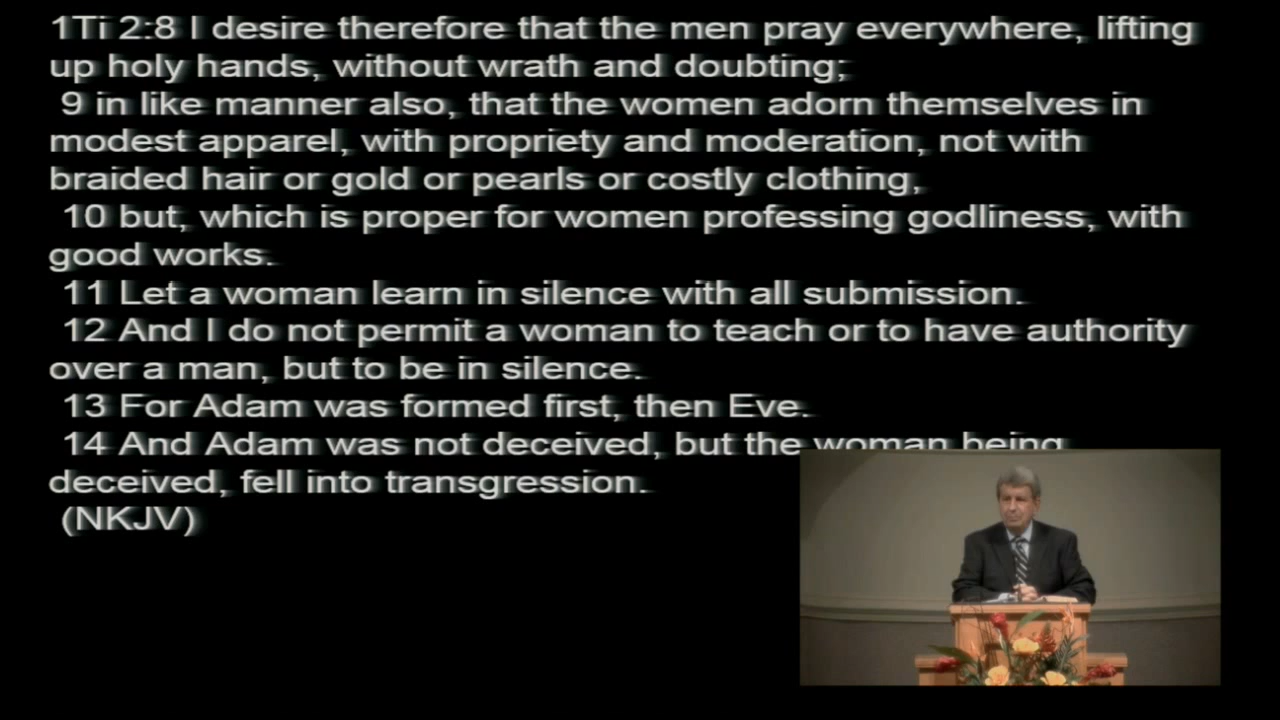 1Ti 2:8 I desire therefore that the men pray everywhere, lifting
up holy hands, without wrath and doubting;
9 in like manner also, that the women adorn themselves in
modest apparel, with propriety and moderation, not with
braided hair or gold or pearls or costly clothing,
10 but, which is proper for women professing godliness, with
good works.
11 Let a woman learn in silence with all submission.
12 And I do not permit a woman to teach or to have authority
over a man, but to be in silence.
13 For Adam was formed first, then Eve.
14 And Adam was not deceived, but the woman being
deceived, fell into transgression.
(NKJV)